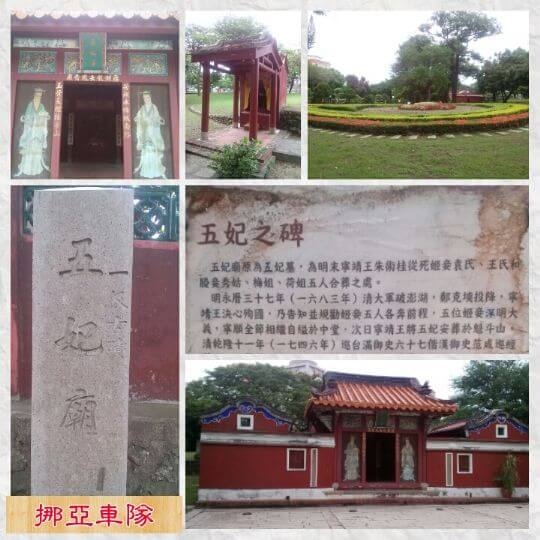 五妃廟
五妃之碑
五妃廟原為五妃墓，為明末寧靖王朱術桂從死姬妾袁氏、王氏和
媵妾秀姑、梅姐、荷姐五人合葬之處。
明永曆三十七年（一六八三年）清大軍破澎湖，鄭克塽投降，寧
靖王決心殉國，乃告知並規勸姬妾五人各奔前程，五位姬妾深明大
義，寧願全節相繼自縊於中堂，次日寧靖王將五妃安葬於魁斗山。
清乾隆十一年（一七四六年）巡台滿御史六十七偕漢御史范咸巡經
挪亞車隊